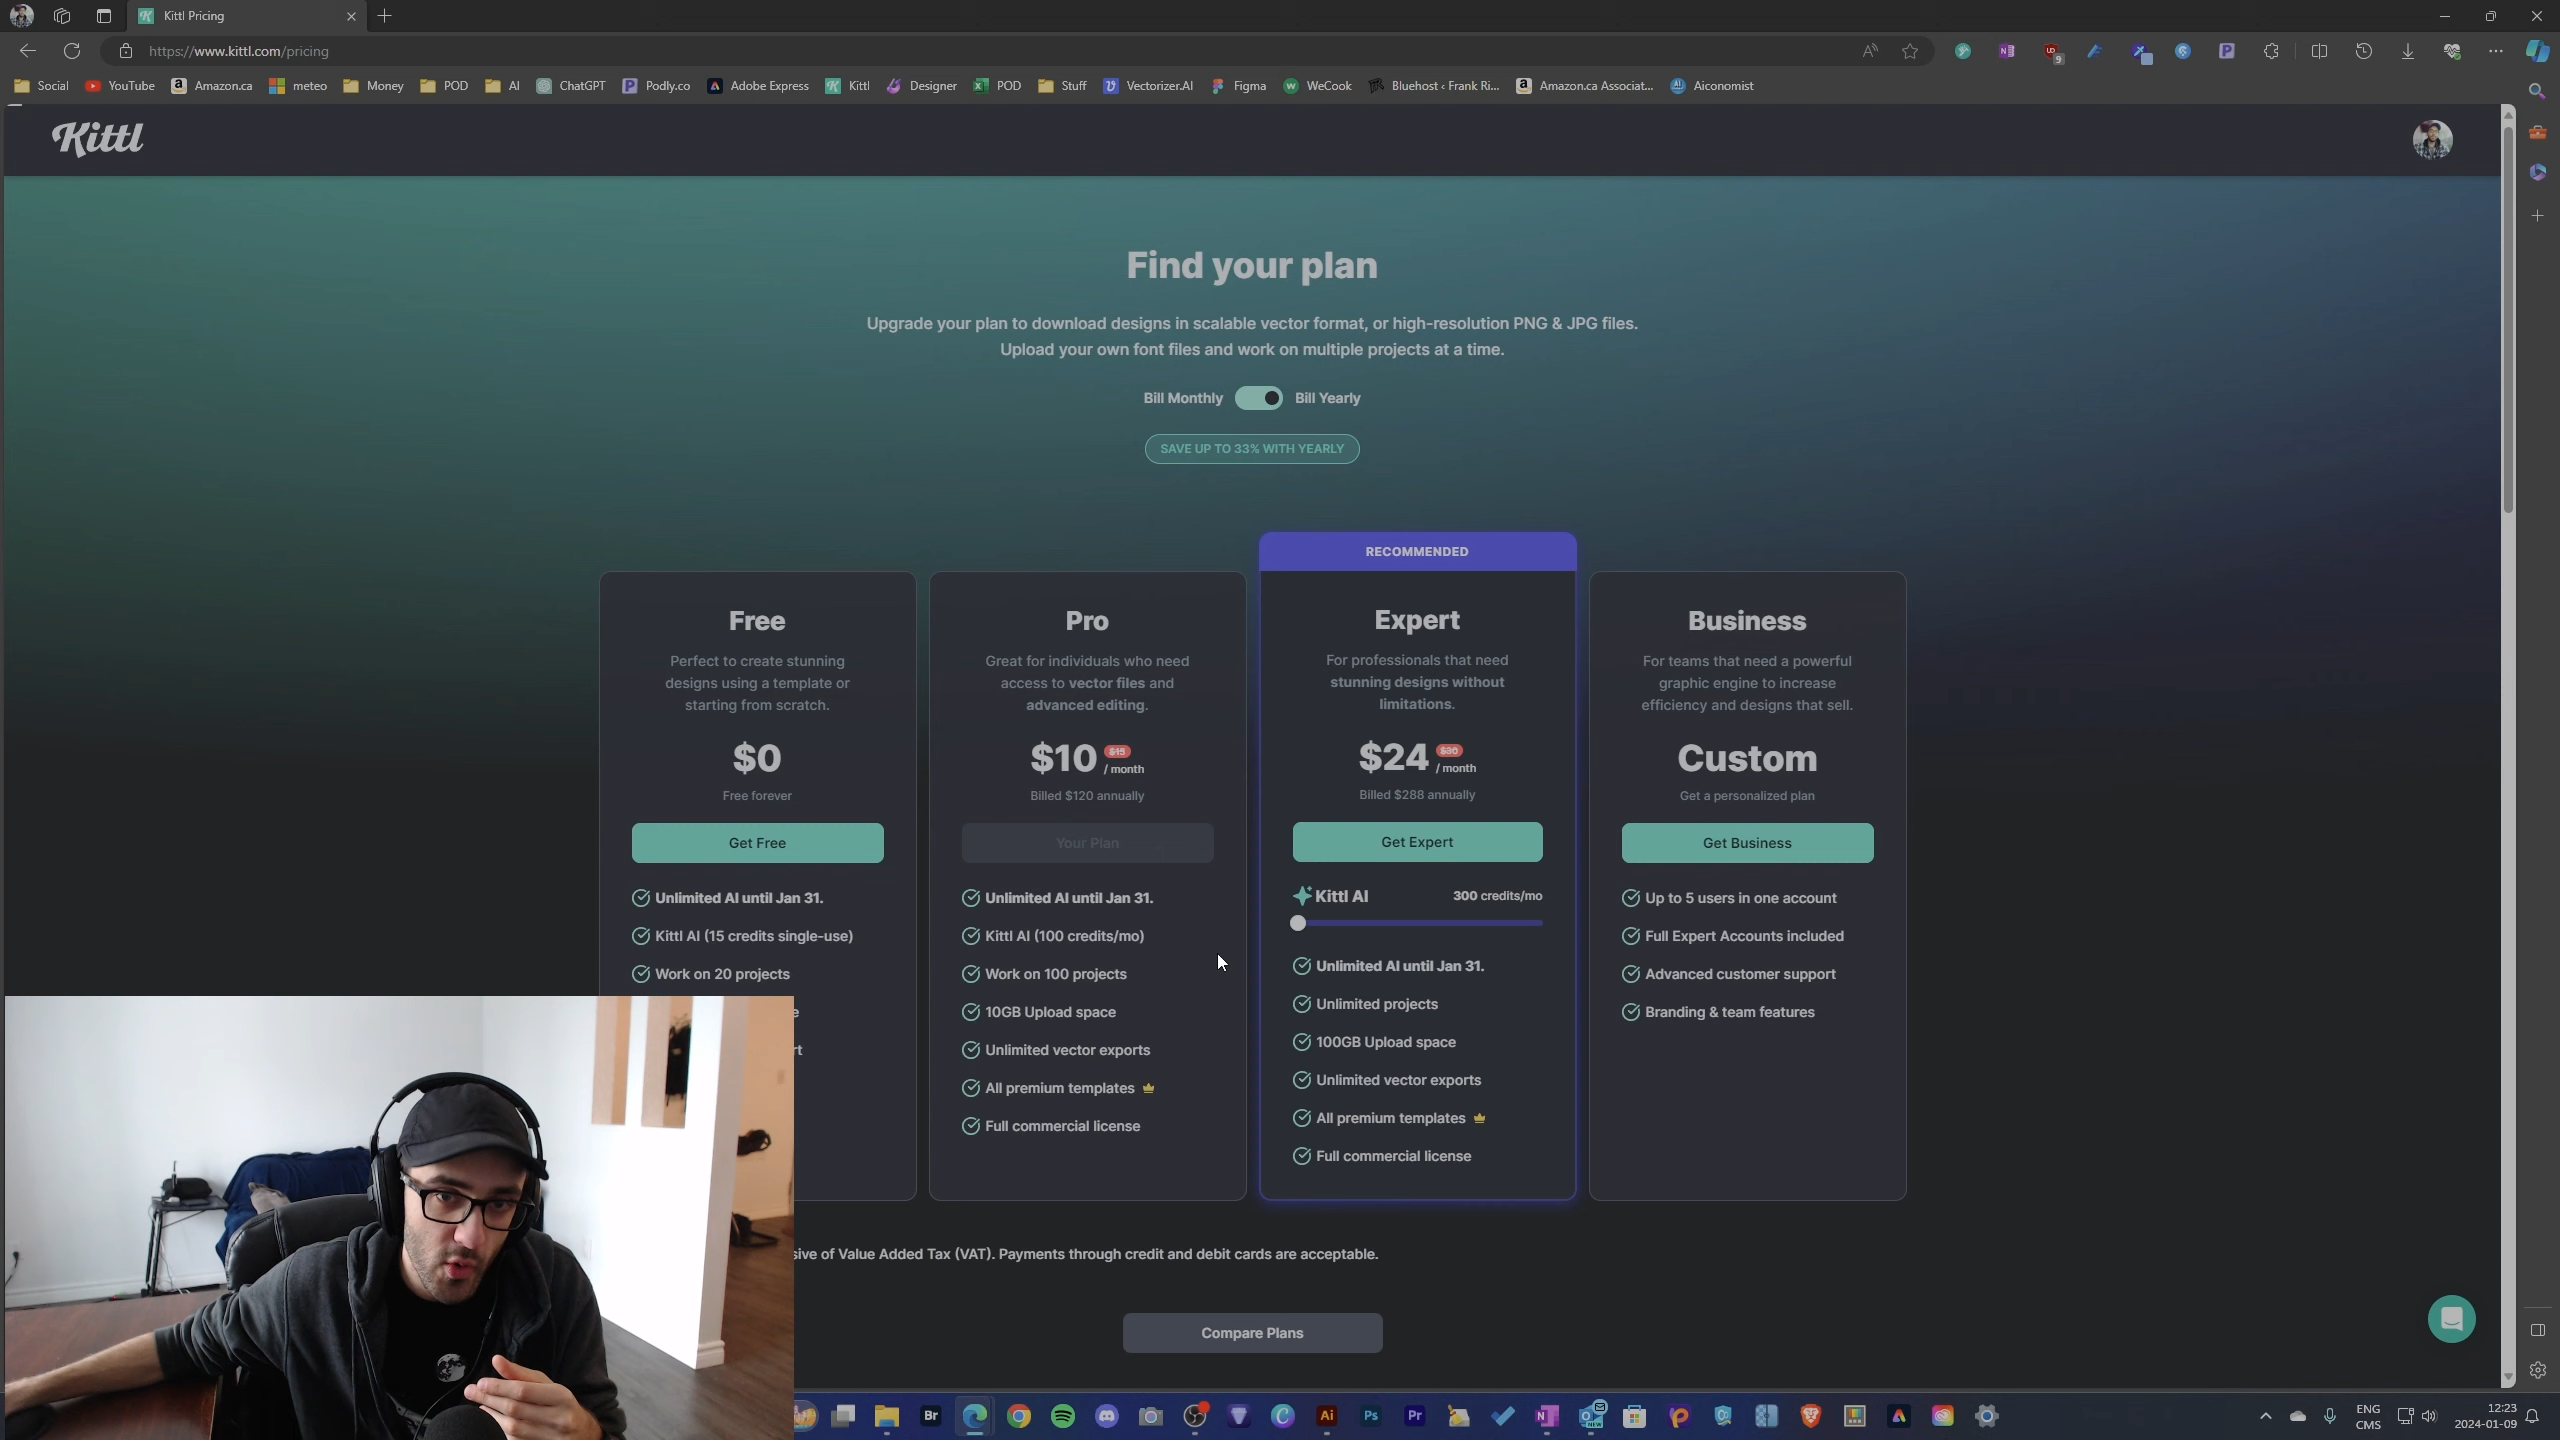 Kittl Pricing
https://www.kittl.com/pricing
9
Social
YouTube
Amazon.ca
meteo
Money
POD
AI
ChatGPT
Podly.co
Adobe Express
Kittl
Designer
POD
Stuff
Vectorizer.AI
Figma
WeCook
Bluehost ‹ Frank Ri...
Amazon.ca Associat...
Aiconomist
Kittl
Find your plan
Upgrade your plan to download designs in scalable vector format, or high-resolution PNG & JPG files.
Upload your own font files and work on multiple projects at a time.
Bill Monthly
Bill Yearly
SAVE UP TO 33% WITH YEARLY
Free
Perfect to create stunning
designs using a template or
starting from scratch.
$0
Free forever
Get Free
Unlimited AI until Jan 31.
Kittl AI (15 credits single-use)
Work on 20 projects
Pro
Great for individuals who need
access to vector files and
advanced editing.
$10
$15
/ month
Billed $120 annually
Your Plan
Unlimited AI until Jan 31.
Kittl AI (100 credits/mo)
Work on 100 projects
10GB Upload space
Unlimited vector exports
All premium templates
Full commercial license
RECOMMENDED
Expert
For professionals that need
stunning designs without
limitations.
$24
$30
/ month
Billed $288 annually
Get Expert
Kittl AI
300 credits/mo
Unlimited AI until Jan 31.
Unlimited projects
100GB Upload space
Unlimited vector exports
All premium templates
Full commercial license
Business
For teams that need a powerful
graphic engine to increase
efficiency and designs that sell.
Custom
Get a personalized plan
Get Business
Up to 5 users in one account
Full Expert Accounts included
Advanced customer support
Branding & team features
of Value Added Tax (VAT). Payments through credit and debit cards are acceptable.
Compare Plans
Br
Ai
Ps
Pr
NEW
ENG
CMS
12:23
2024-01-09